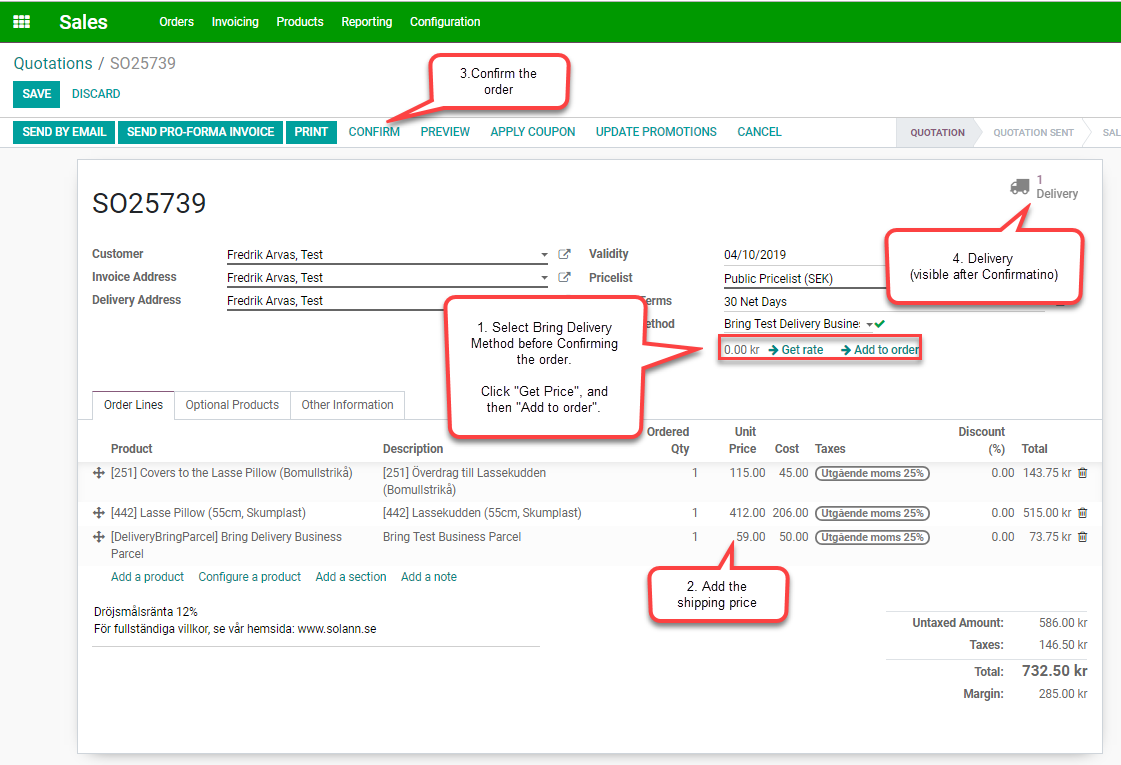 Sales
Orders
Invoicing
Products
Reporting
Configuration
Quotations / SO25739
SAVE
DISCARD
3.Confirm the
order
SEND BY EMAIL
SEND PRO-FORMA INVOICE
PRINT
CONFIRM
PREVIEW
APPLY COUPON
UPDATE PROMOTIONS
CANCEL
QUOTATION
QUOTATION SENT
SAL
1
Delivery
SO25739
Customer
Fredrik Arvas, Test
Invoice Address
Fredrik Arvas, Test
Delivery Address
Fredrik Arvas, Test
Validity
04/10/2019
Pricelist
Public Pricelist (SEK)
Terms
30 Net Days
ethod
Bring Test Delivery Busine:
0.00 kr
Get rate
Add to order
4. Delivery
(visible after Confirmatino)
1. Select Bring Delivery
Method before Confirming
the order.
Click "Get Price", and
then "Add to order".
Order Lines
Optional Products
Other Information
Product
Description
Ordered
Qty
Unit
Price
Cost
Taxes
Discount
(%)
Total
[251] Covers to the Lasse Pillow (Bomullstrikå)
[251] Överdrag till Lassekudden
(Bomullstrikå)
1
115.00
45.00
Utgående moms 25%
0.00
143.75 kr
[442] Lasse Pillow (55cm, Skumplast)
[442] Lassekudden (55cm, Skumplast)
1
412.00
206.00
Utgående moms 25%
0.00
515.00 kr
[DeliveryBringParcel] Bring Delivery Business
Parcel
Bring Test Business Parcel
1
59.00
50.00
Utgående moms 25%
0.00
73.75 kr
Add a product
Configure a product
Add a section
Add a note
2. Add the
shipping price
Dröjsmålsränta 12%
För fullständiga villkor, se vår hemsida: www.solann.se
Untaxed Amount:
586.00 kr
Taxes:
146.50 kr
Total:
732.50 kr
Margin:
285.00 kr